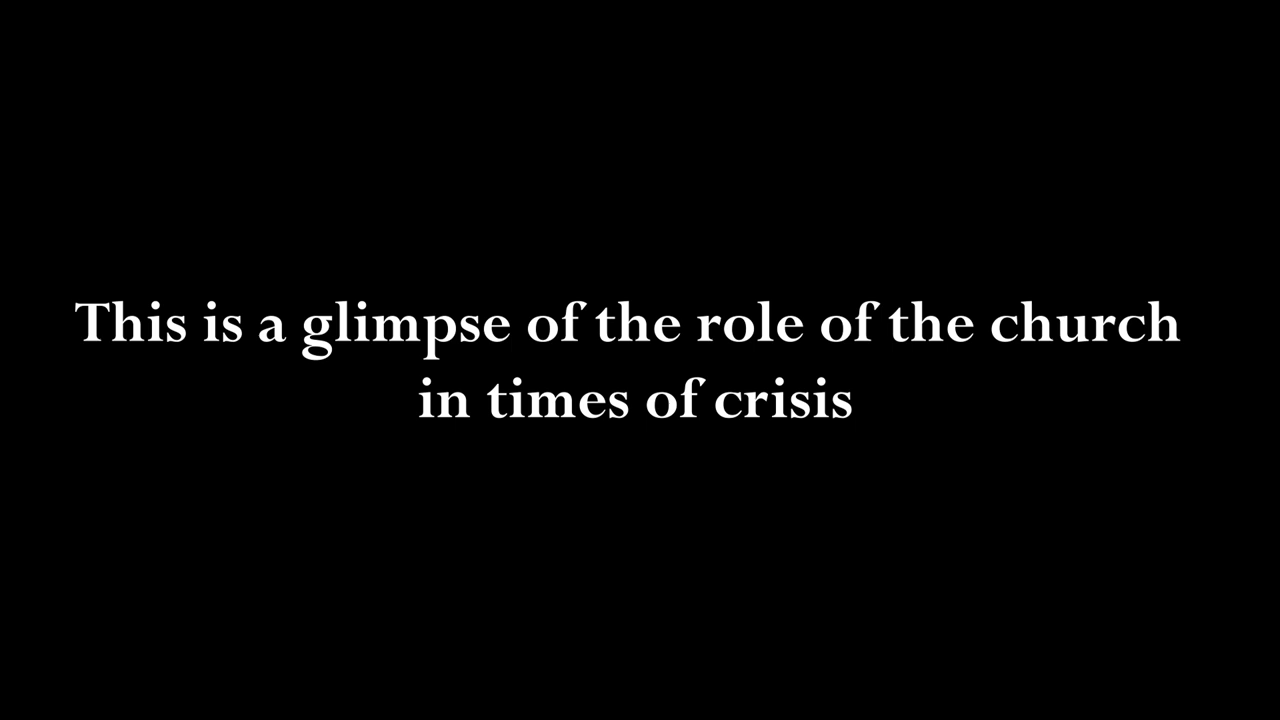 This is a glimpse of the role of the church
in times of crisis